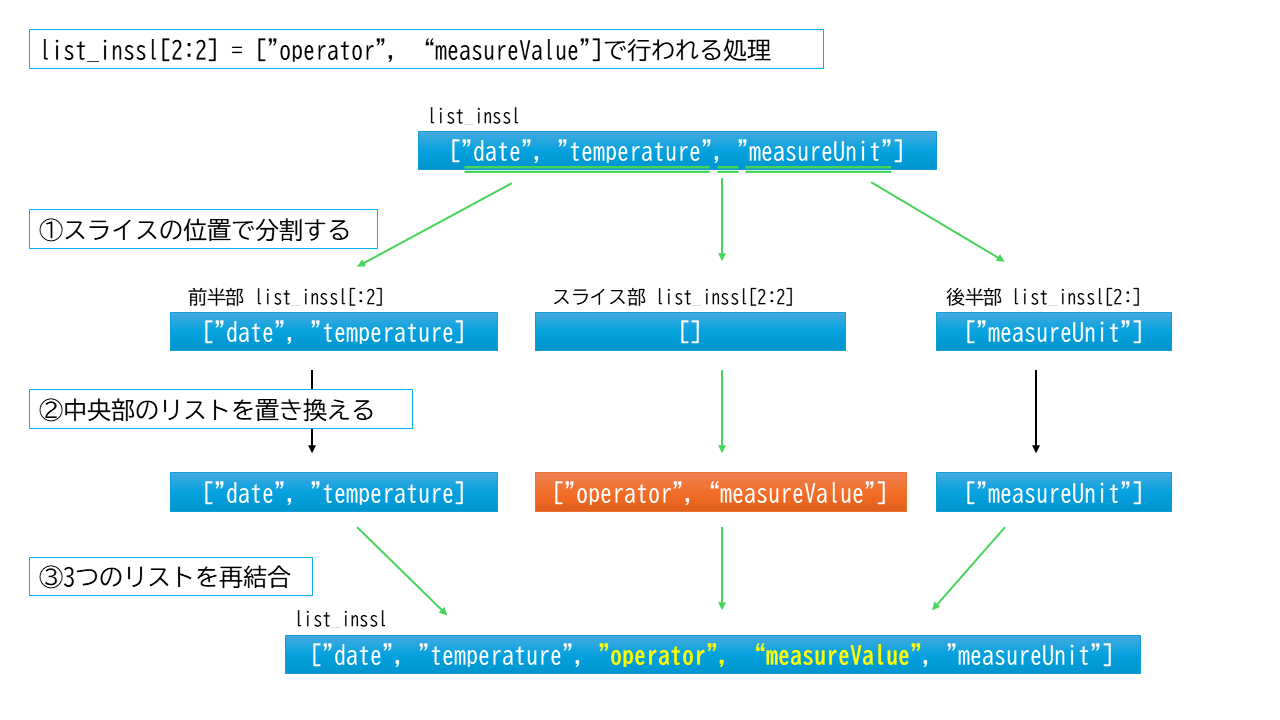 list_inssl[2:2] = [”operator”, “measureValue”]で行われる処理
list_inssl
[”date”, ”temperature”, ”measureUnit”]
①スライスの位置で分割する
前半部 list_inssl[:2]
スライス部 list_inssl[2:2]
後半部 list_inssl[2:]
[”date”, ”temperature]
[]
[”measureUnit”]
②中央部のリストを置き換える
[”date”, ”temperature]
[”operator”, “measureValue”]
[”measureUnit”]
③3つのリストを再結合
list_inssl
[”date”, ”temperature”, ”operator”, “measureValue”, ”measureUnit”]